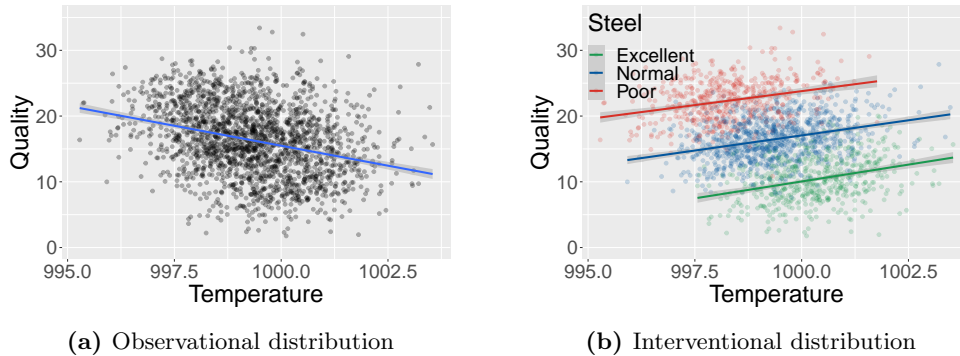 Quality
30
20
10
0
995.0 997.5 1000.0 1002.5
Temperature
(a) Observational distribution
Steel
Excellent
Normal
Poor
Quality
30
20
10
0
995.0 997.5 1000.0 1002.5
Temperature
(b) Interventional distribution